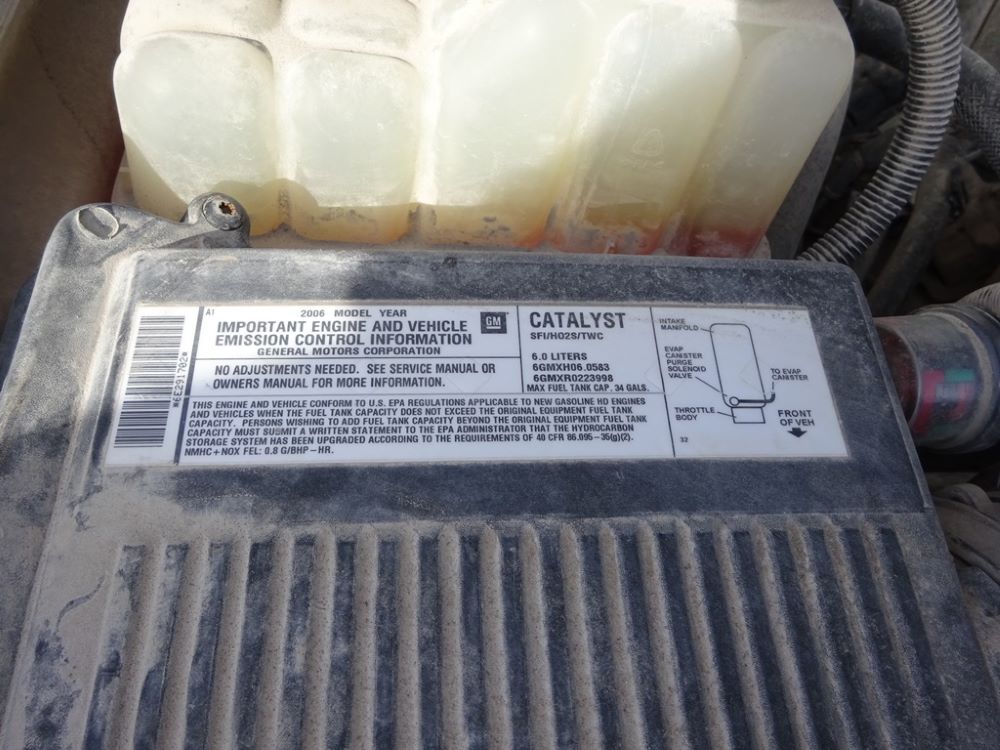 A1
2006 MODEL YEAR
IMPORTANT ENGINE AND VEHICLE
EMISSION CONTROL INFORMATION
GENERAL MOTORS CORPORATION
GM
NO ADJUSTMENTS NEEDED. SEE SERVICE MANUAL OR
OWNERS MANUAL FOR MORE INFORMATION.
CATALYST
SFI/HO2S/TWC
6.0 LITERS
6GMXH06.0583
6GMXR0223998
MAX FUEL TANK CAP. 34 GALS.
THIS ENGINE AND VEHICLE CONFORM TO U.S. EPA REGULATIONS APPLICABLE TO NEW GASOLINE HD ENGINES
AND VEHICLES WHEN THE FUEL TANK CAPACITY DOES NOT EXCEED THE ORIGINAL EQUIPMENT FUEL TANK
CAPACITY. PERSONS WISHING TO ADD FUEL TANK CAPACITY BEYOND THE ORIGINAL EQUIPMENT FUEL TANK
CAPACITY MUST SUBMIT A WRITTEN STATEMENT TO THE EPA ADMINISTRATOR THAT THE HYDROCARBON
STORAGE SYSTEM HAS BEEN UPGRADED ACCORDING TO THE REQUIREMENTS OF 40 CFR 86.095-35(g)(2).
NMHC+NOX FEL: 0.8 G/BHP-HR.
INTAKE
MANIFOLD
EVAP
CANISTER
PURGE
SOLENOID
VALVE
TO EVAP
CANISTER
THROTTLE
BODY
FRONT
OF VEH
32
*6E291702*